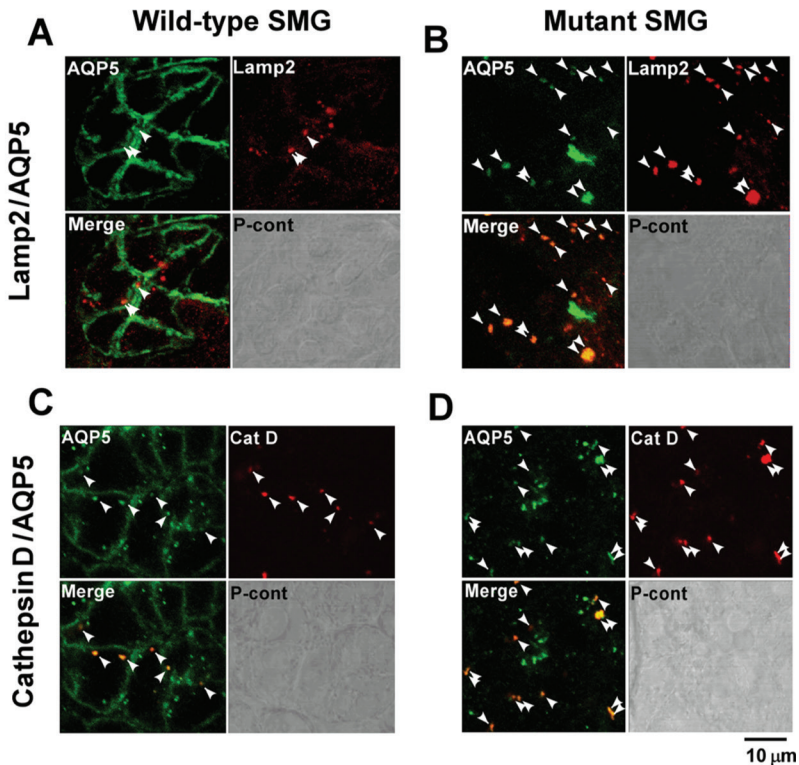 Wild-type SMG
Mutant SMG
A
B
Lamp2/AQP5
AQP5
Lamp2
Merge
P-cont
AQP5
Lamp2
Merge
P-cont
C
D
Cathepsin D/AQP5
AQP5
Cat D
Merge
P-cont
AQP5
Cat D
Merge
P-cont
10 μm